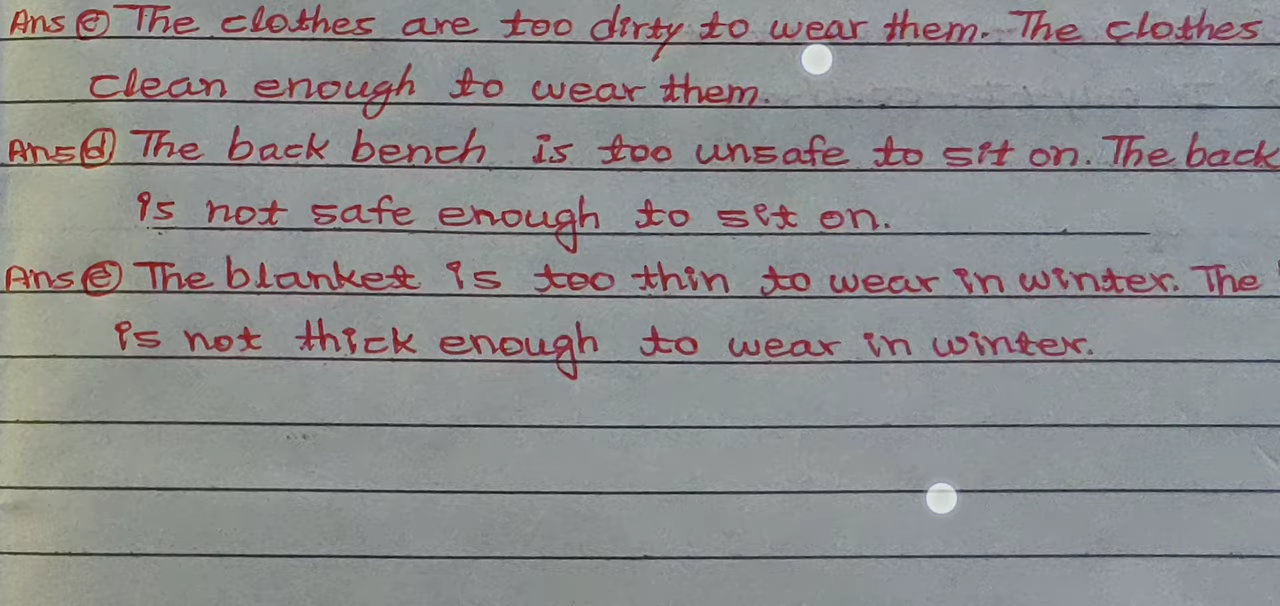 Ans ⓒ The clothes are too dirty to wear them. The clothes
clean enough to wear them.
Ans ⓓ The back bench is too unsafe to sit on. The back
is not safe enough to sit on.
Ans ⓔ The blanket is too thin to wear in winter. The
is not thick enough to wear in winter.